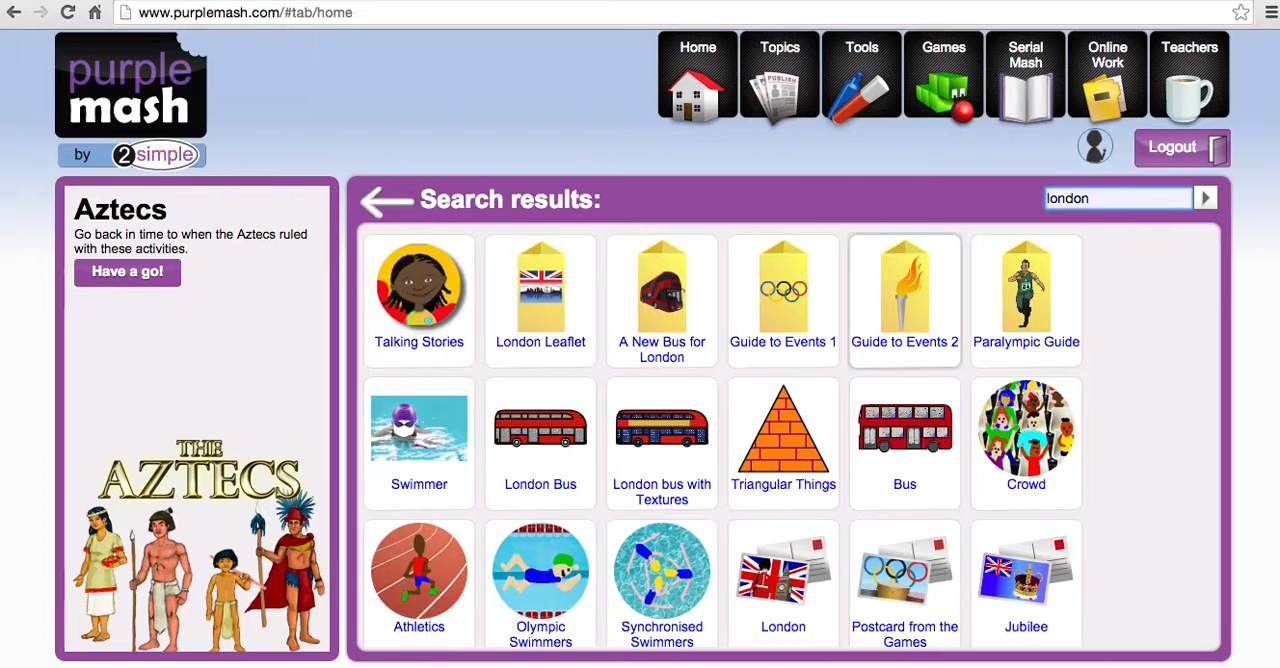 www.purplemash.com/#tab/home
purple
mash
by 2simple
Home
Topics
PUBLISH
Tools
Games
Serial
Mash
Online
Work
Teachers
Logout
Aztecs
Go back in time to when the Aztecs ruled
with these activities.
Have a go!
THE
AZTECS
Search results:
london
Talking Stories
London Leaflet
A New Bus for
London
Guide to Events 1
Guide to Events 2
Paralympic Guide
Swimmer
London Bus
London bus with
Textures
Triangular Things
Bus
Crowd
Athletics
Olympic
Swimmers
Synchronised
Swimmers
London
Postcard from the
Games
Jubilee